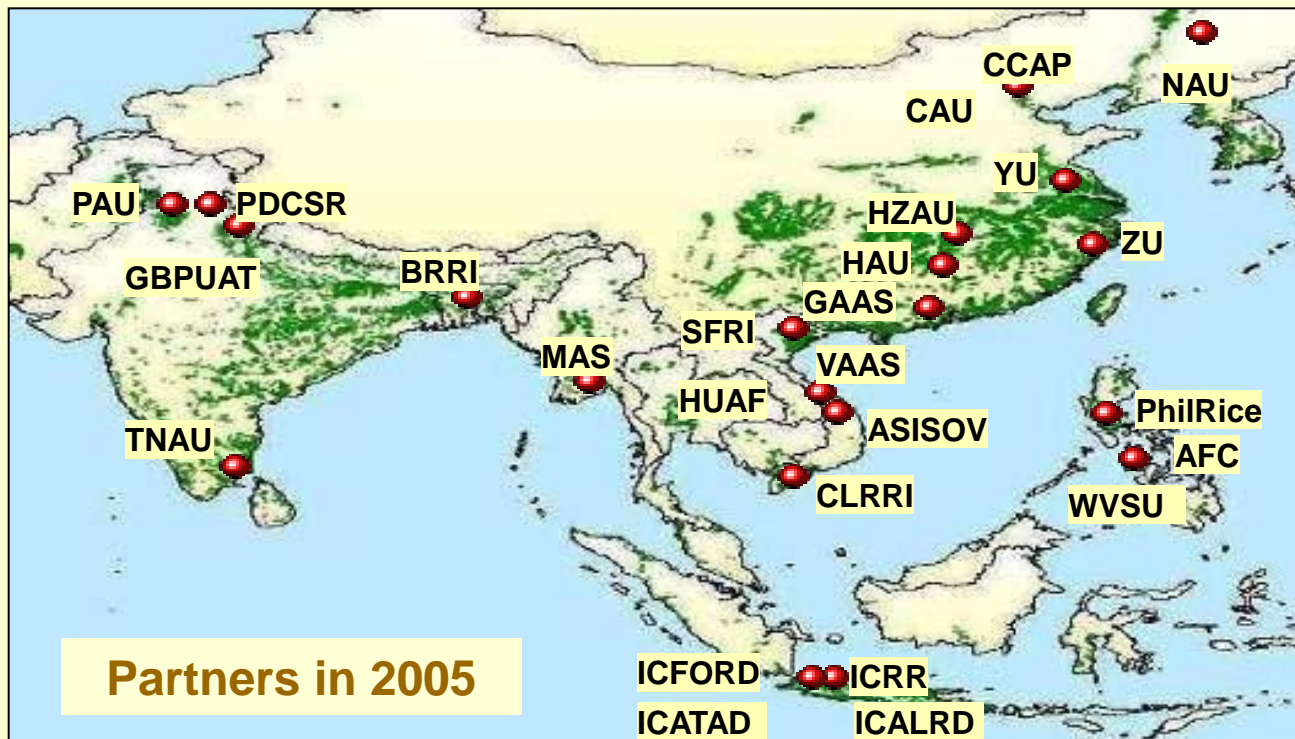 CCAP
NAU
CAU
YU
PAU
PDCSR
HZAU
ZU
HAU
GBPUAT
BRRI
GAAS
SFRI
MAS
VAAS
HUAF
PhilRice
ASISOV
TNAU
AFC
CLRRI
WVSU
Partners in 2005
ICFORD
ICRR
ICATAD
ICALRD